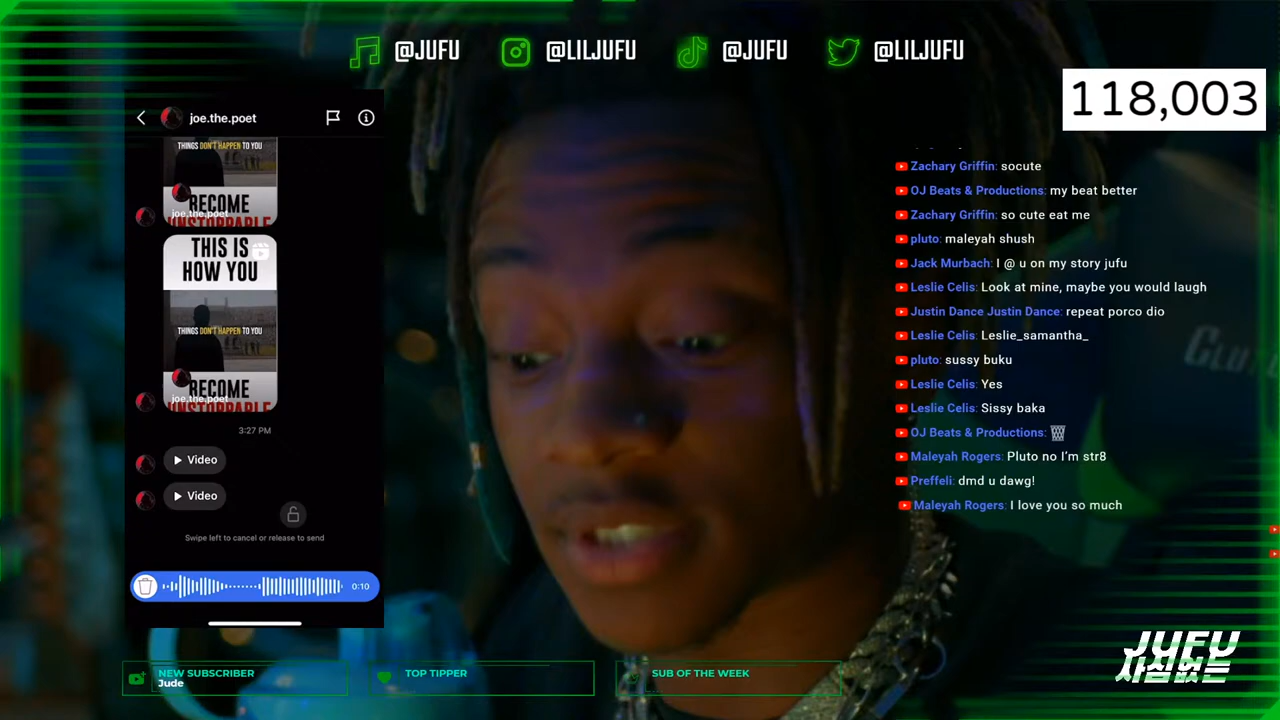 @JUFU
@LILJUFU
@JUFU
@LILJUFU
118,003
joe.the.poet
THINGS DON'T HAPPEN TO YOU
BECOME
UNSTOPPABLE
joe.the.poet
THIS IS
HOW YOU
THINGS DON'T HAPPEN TO YOU
BECOME
UNSTOPPABLE
joe.the.poet
3:27 PM
Video
Video
Swipe left to cancel or release to send
0:10
Zachary Griffin: socute
OJ Beats & Productions: my beat better
Zachary Griffin: so cute eat me
pluto: maleyah shush
Jack Murbach: I @ u on my story jufu
Leslie Celis: Look at mine, maybe you would laugh
Justin Dance Justin Dance: repeat porco dio
Leslie Celis: Leslie_samantha_
pluto: sussy buku
Leslie Celis: Yes
Leslie Celis: Sissy baka
OJ Beats & Productions: 🗑
Maleyah Rogers: Pluto no I'm str8
Preffeli: dmd u dawg!
Maleyah Rogers: I love you so much
NEW SUBSCRIBER
Jude
TOP TIPPER
SUB OF THE WEEK
JUFU